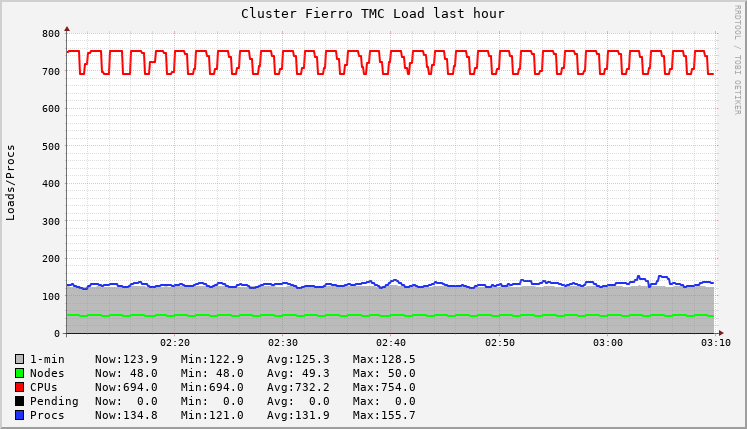 Cluster Fierro TMC Load last hour
RRDTOOL / TOBI OETIKER
Loads/Procs
800
700
600
500
400
300
200
100
0
02:20 02:30 02:40 02:50 03:00 03:10
1-min Now:123.9 Min:122.9 Avg:125.3 Max:128.5
Nodes Now: 48.0 Min: 48.0 Avg: 49.3 Max: 50.0
CPUs Now:694.0 Min:694.0 Avg:732.2 Max:754.0
Pending Now: 0.0 Min: 0.0 Avg: 0.0 Max: 0.0
Procs Now:134.8 Min:121.0 Avg:131.9 Max:155.7